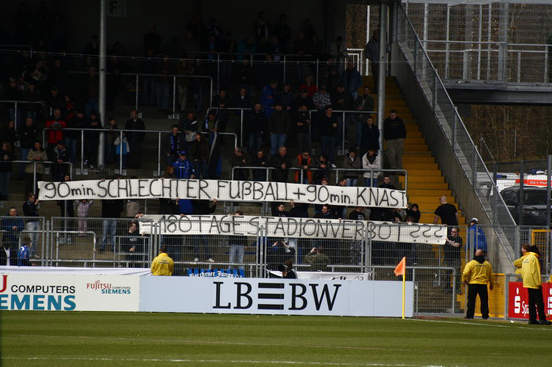 90min. SCHLECHTER FUSSBALL + 90min. KNAST
180 TAGE STADIONVERBOT ???
COMPUTERS
SIEMENS
FUJITSU
SIEMENS
LBBW